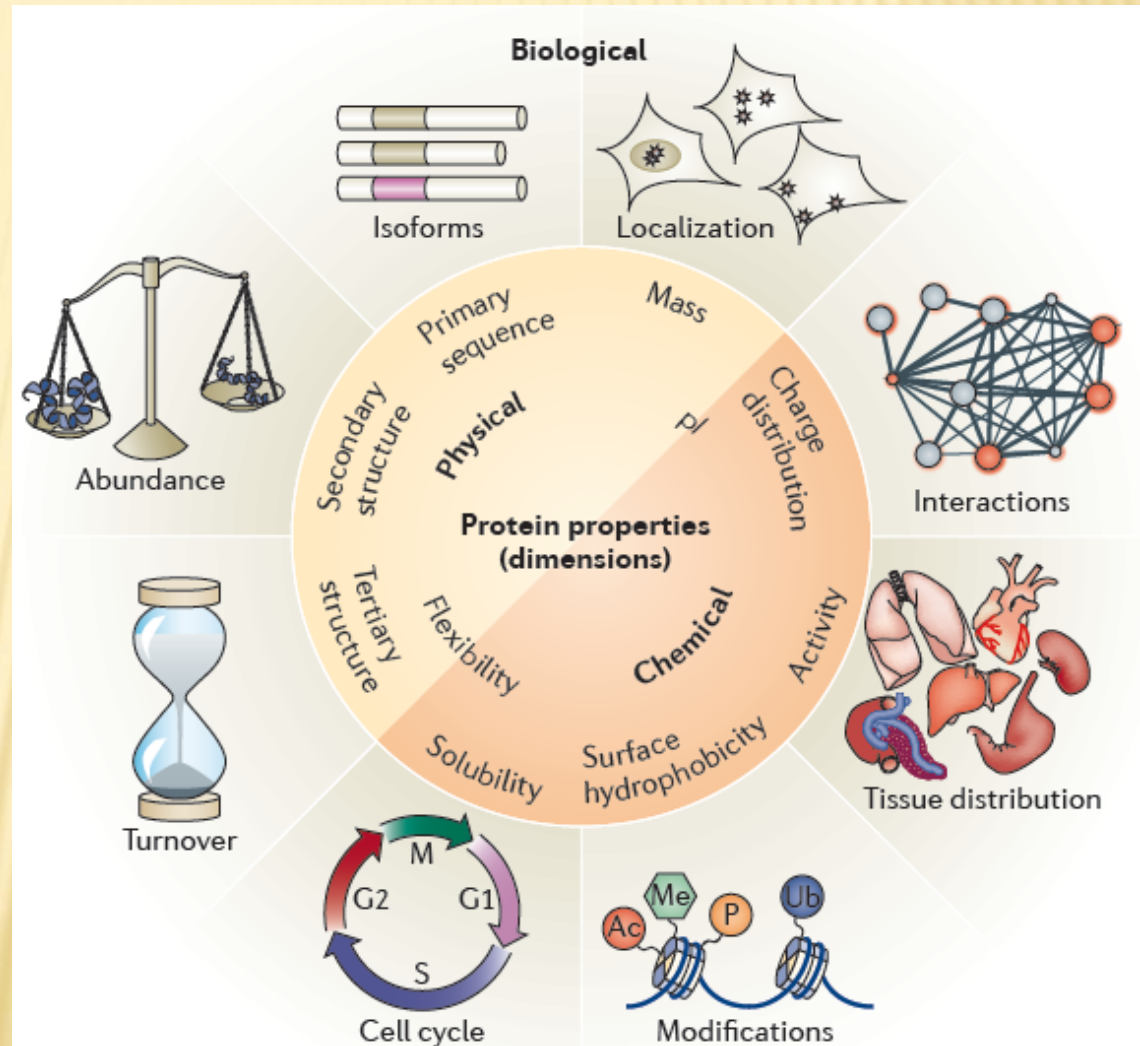 Biological
Isoforms
Localization
Abundance
Interactions
Turnover
Tissue distribution
M
G2
G1
S
Cell cycle
Ac
Me
P
Ub
Modifications
Primary
sequence
Mass
Secondary
structure
Physical
pI
Charge
distribution
Protein properties
(dimensions)
Tertiary
structure
Flexibility
Chemical
Activity
Solubility
Surface
hydrophobicity